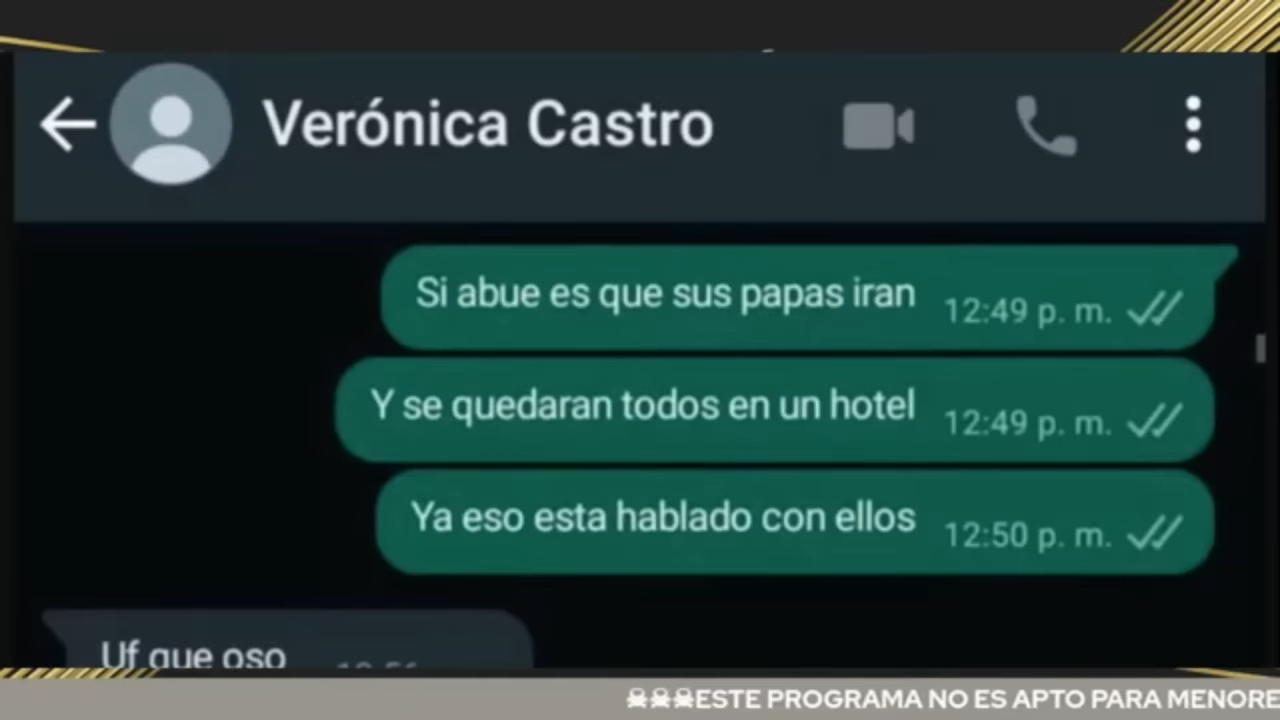 Verónica Castro
Si abue es que sus papas iran 12:49 p. m.
Y se quedaran todos en un hotel 12:49 p. m.
Ya eso esta hablado con ellos 12:50 p. m.
Uf que oso
☠☠☠ESTE PROGRAMA NO ES APTO PARA MENORE